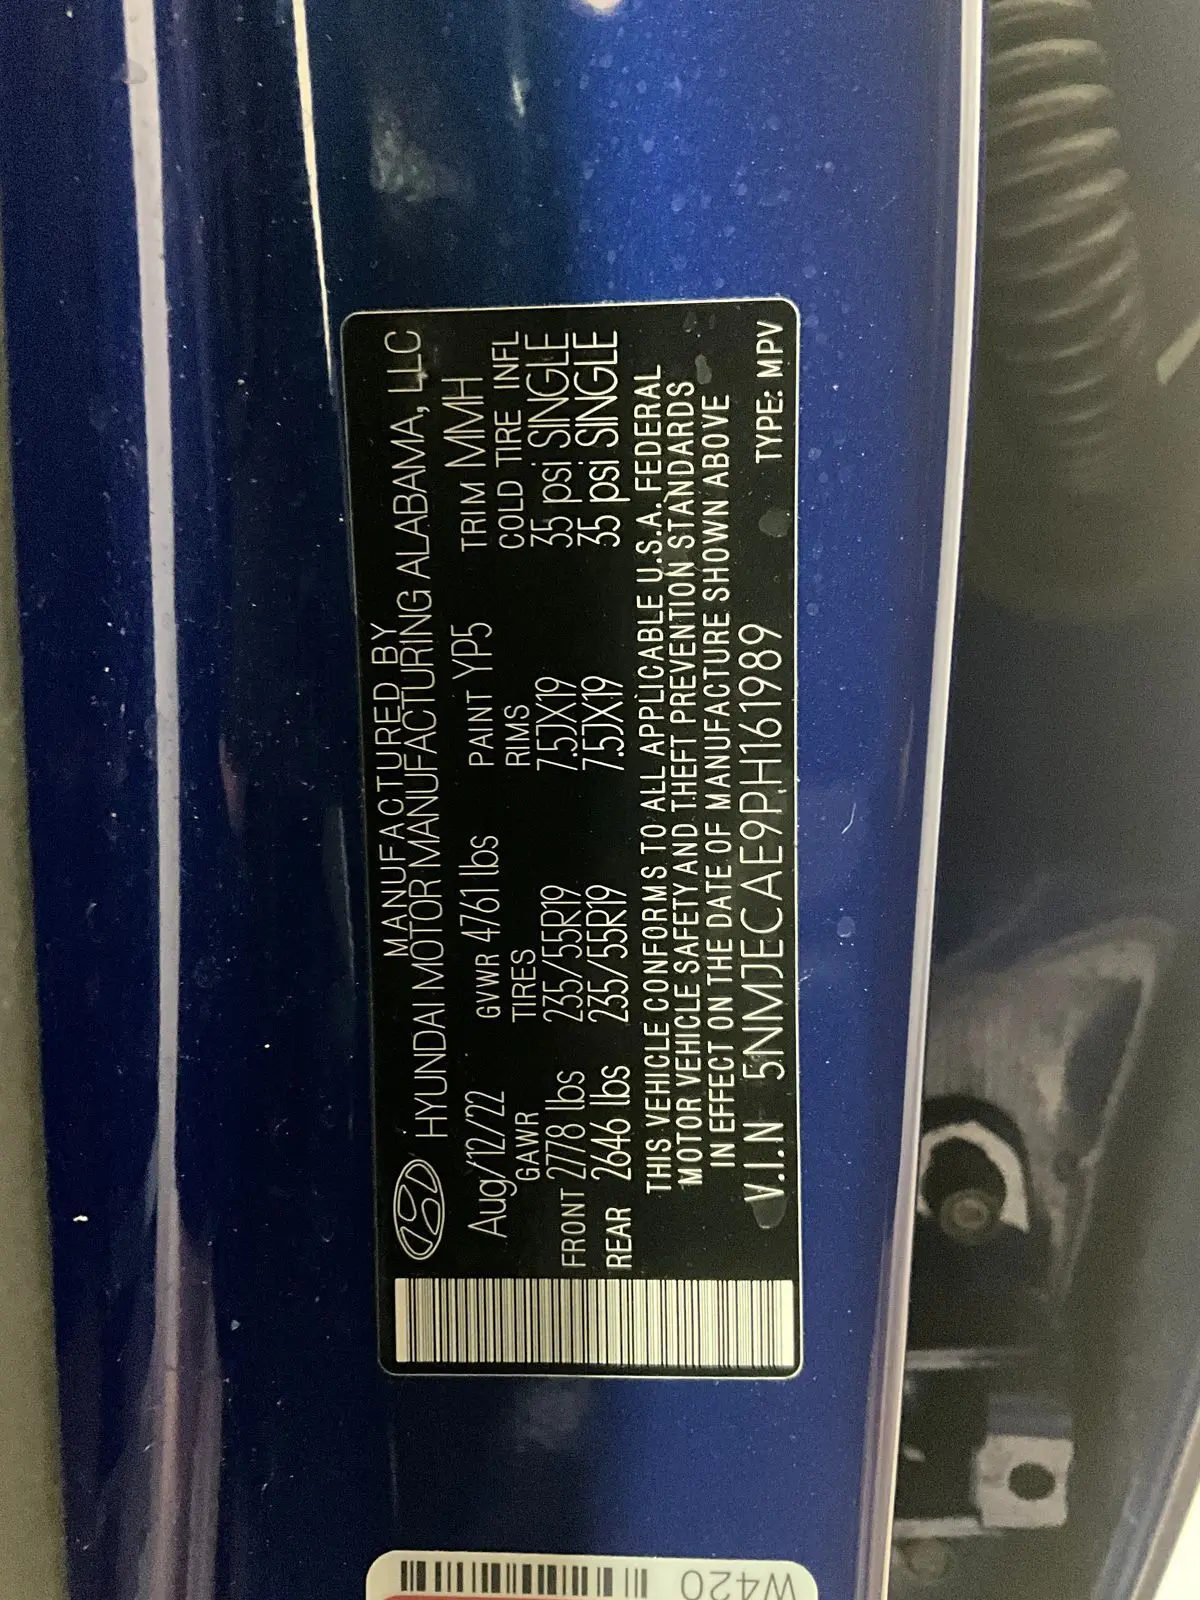 MANUFACTURED BY
HYUNDAI MOTOR MANUFACTURING ALABAMA, LLC
Aug/12/22 GVWR 4761 lbs PAINT YP5 TRIM MMH
GAWR TIRES RIMS COLD TIRE INFL
FRONT 2778 lbs 235/55R19 7.5JX19 35 psi SINGLE
REAR 2646 lbs 235/55R19 7.5JX19 35 psi SINGLE
THIS VEHICLE CONFORMS TO ALL APPLICABLE U.S.A. FEDERAL
MOTOR VEHICLE SAFETY AND THEFT PREVENTION STANDARDS
IN EFFECT ON THE DATE OF MANUFACTURE SHOWN ABOVE
V.I.N 5NMJECAE9PH161989 TYPE: MPV
W420